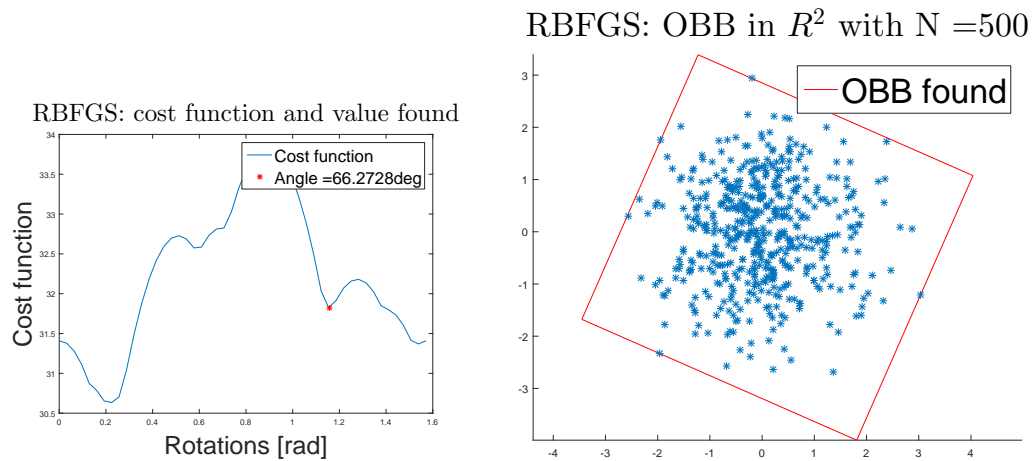 RBFGS: cost function and value found
34
33.5
33
32.5
32
31.5
31
30.5
Cost function
Cost function
Angle =66.2728deg
0 0.2 0.4 0.6 0.8 1 1.2 1.4 1.6
Rotations [rad]
RBFGS: OBB in R² with N =500
OBB found
3
2
1
0
-1
-2
-3
-4 -3 -2 -1 0 1 2 3 4